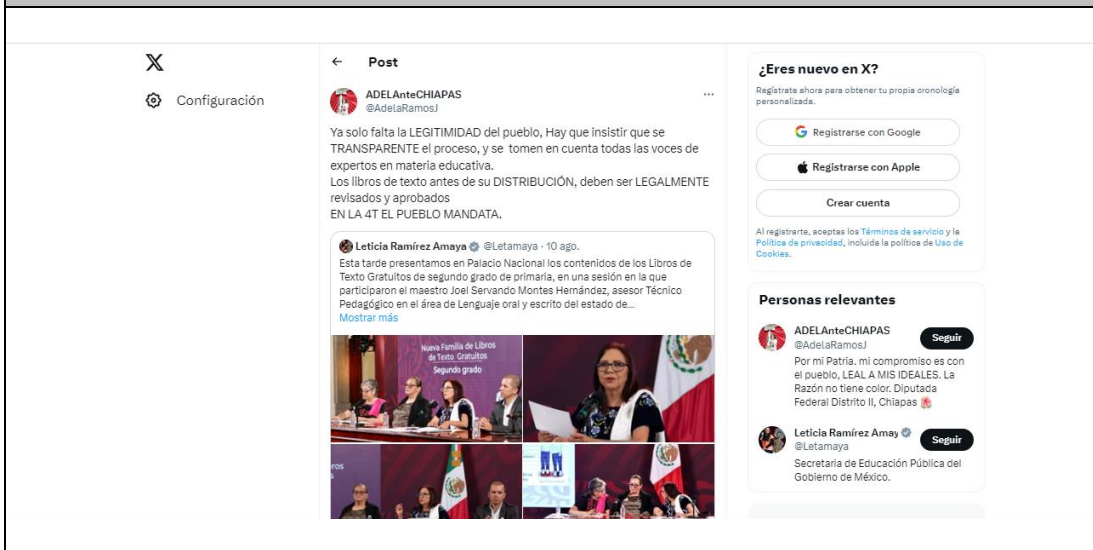 Post
Configuración
ADELAnteCHIAPAS
@AdelaRamosJ
Ya solo falta la LEGITIMIDAD del pueblo, Hay que insistir que se
TRANSPARENTE el proceso, y se tomen en cuenta todas las voces de
expertos en materia educativa.
Los libros de texto antes de su DISTRIBUCIÓN, deben ser LEGALMENTE
revisados y aprobados
EN LA 4T EL PUEBLO MANDATA.
Leticia Ramírez Amaya @Letamaya · 10 ago.
Esta tarde presentamos en Palacio Nacional los contenidos de los Libros de
Texto Gratuitos de segundo grado de primaria, en una sesión en la que
participaron el maestro Joel Servando Montes Hernández, asesor Técnico
Pedagógico en el área de Lenguaje oral y escrito del estado de...
Mostrar más
Nueva Familia de Libros
de Texto Gratuitos
Segundo grado
¿Eres nuevo en X?
Regístrate ahora para obtener tu propia cronología
personalizada.
Registrarse con Google
Registrarse con Apple
Crear cuenta
Al registrarte, aceptas los Términos de servicio y la
Política de privacidad, incluida la política de Uso de
Cookies.
Personas relevantes
ADELAnteCHIAPAS
@AdelaRamosJ
Seguir
Por mi Patria. mi compromiso es con
el pueblo, LEAL A MIS IDEALES. La
Razón no tiene color. Diputada
Federal Distrito II, Chiapas
Leticia Ramírez Amay
@Letamaya
Seguir
Secretaria de Educación Pública del
Gobierno de México.